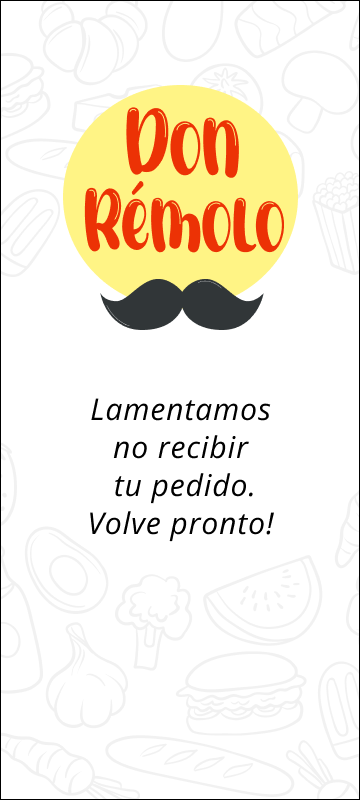 Don
Rémolo
Lamentamos
no recibir
tu pedido.
Volve pronto!